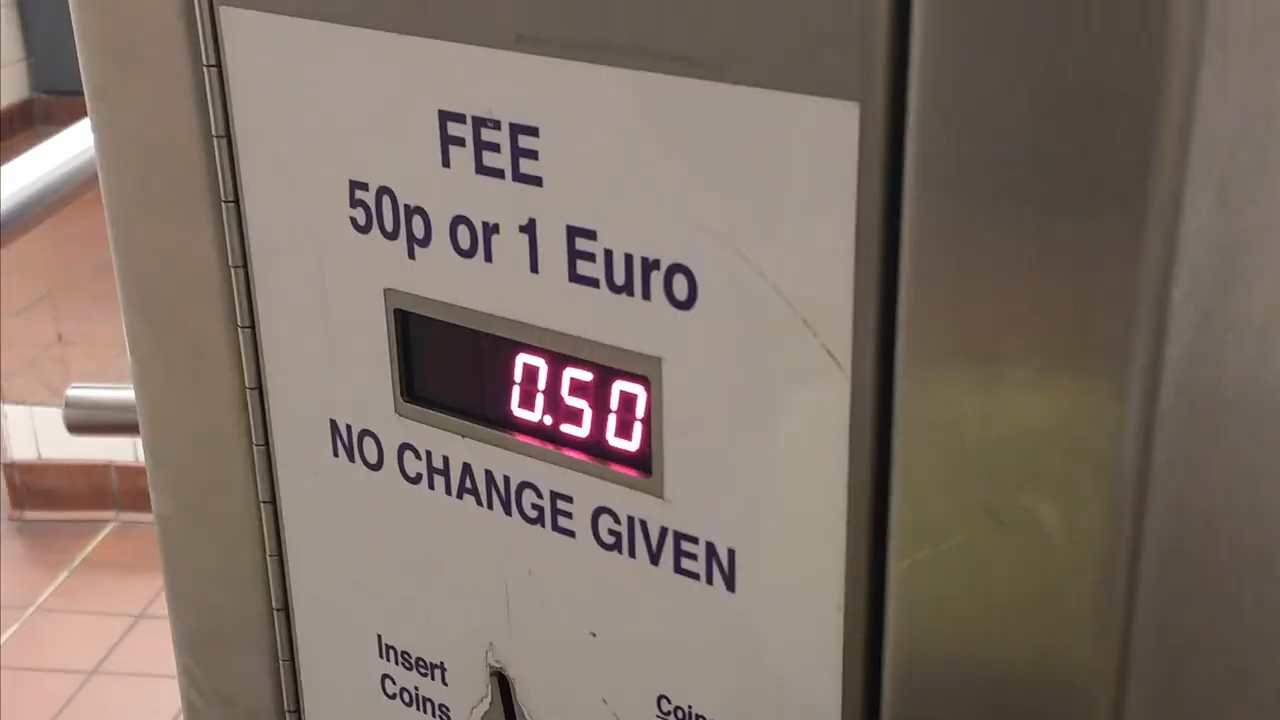 FEE
50p or 1 Euro
0.50
NO CHANGE GIVEN
Insert
Coins